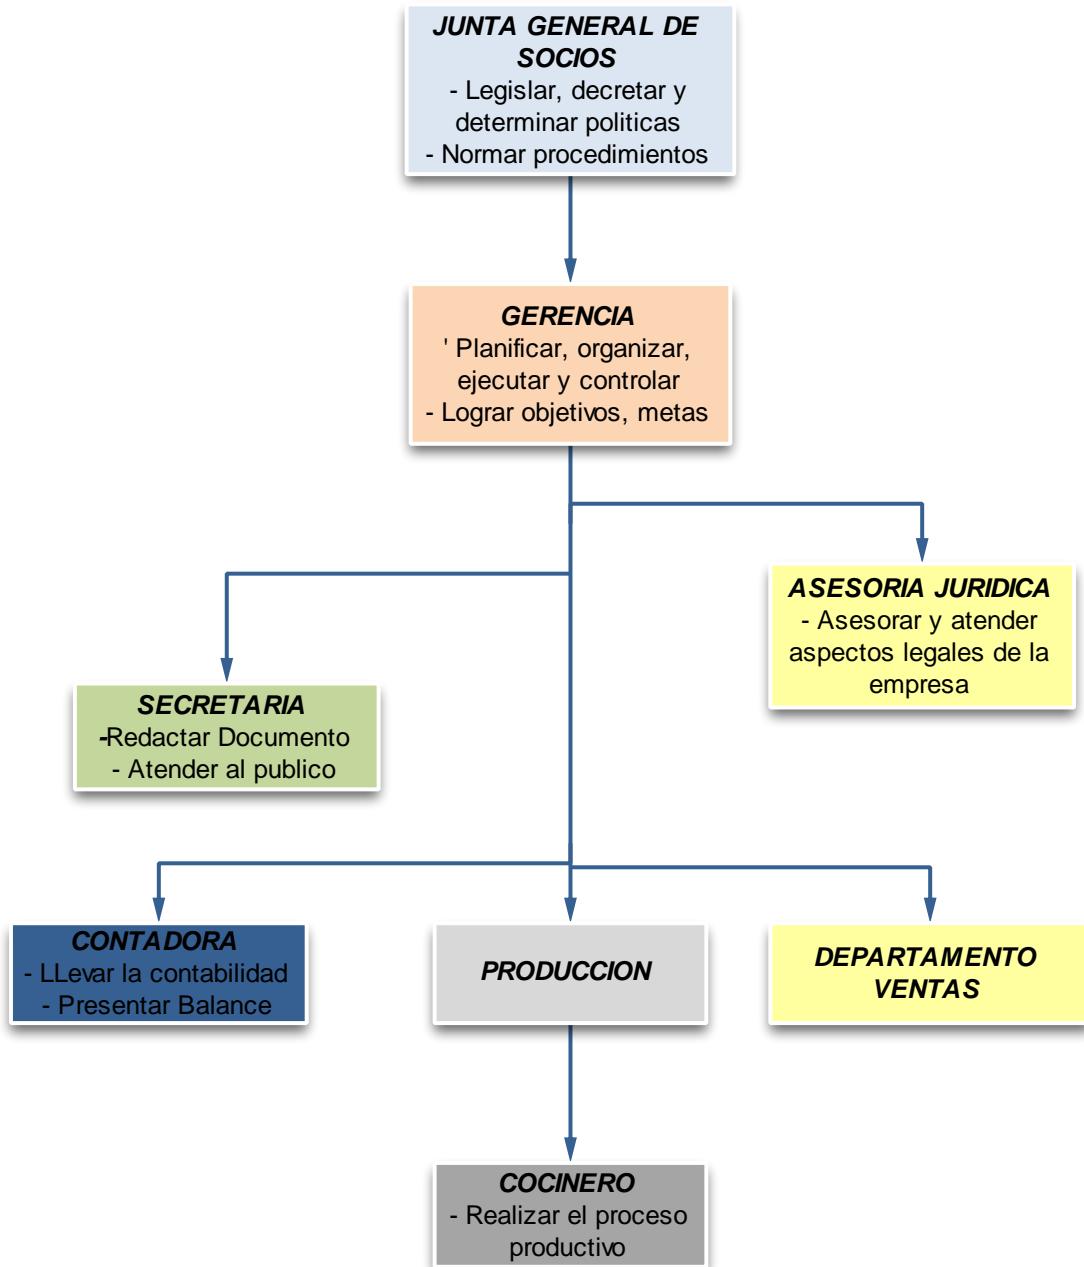 JUNTA GENERAL DE
SOCIOS
- Legislar, decretar y
determinar politicas
- Normar procedimientos
GERENCIA
' Planificar, organizar,
ejecutar y controlar
- Lograr objetivos, metas
ASESORIA JURIDICA
- Asesorar y atender
aspectos legales de la
empresa
SECRETARIA
-Redactar Documento
- Atender al publico
CONTADORA
- LLevar la contabilidad
- Presentar Balance
PRODUCCION
DEPARTAMENTO
VENTAS
COCINERO
- Realizar el proceso
productivo